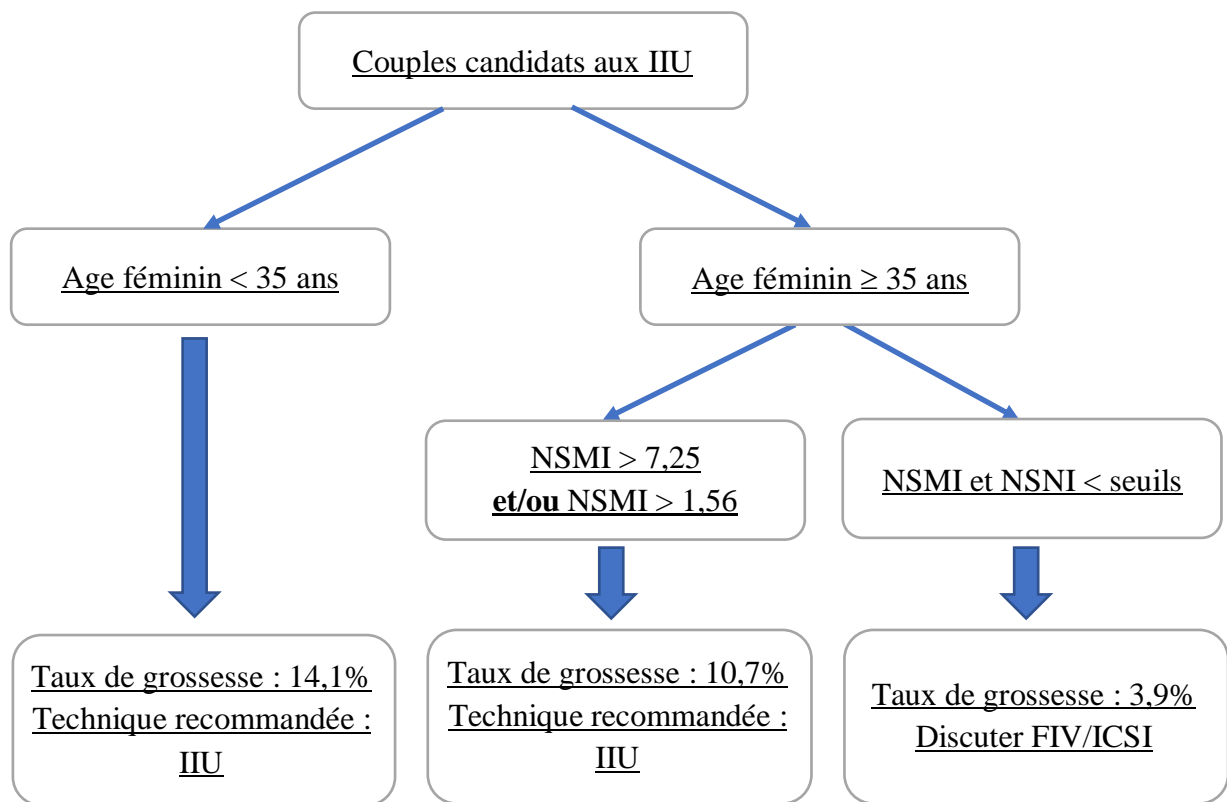 Couples candidats aux IIU
Age féminin < 35 ans
Age féminin ≥ 35 ans
NSMI > 7,25
et/ou NSMI > 1,56
NSMI et NSNI < seuils
Taux de grossesse : 14,1%
Technique recommandée :
IIU
Taux de grossesse : 10,7%
Technique recommandée :
IIU
Taux de grossesse : 3,9%
Discuter FIV/ICSI